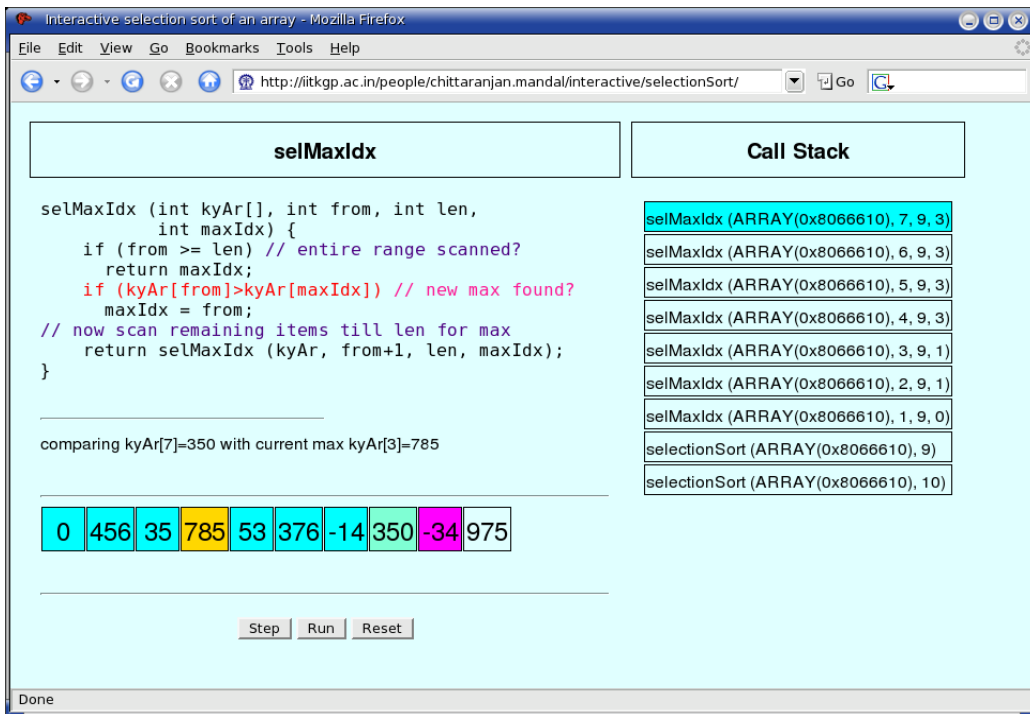 Interactive selection sort of an array - Mozilla Firefox
File Edit View Go Bookmarks Tools Help
http://iitkgp.ac.in/people/chittaranjan.mandal/interactive/selectionSort/ Go G
selMaxIdx
selMaxIdx (int kyAr[], int from, int len,
int maxIdx) {
if (from >= len) // entire range scanned?
return maxIdx;
if (kyAr[from]>kyAr[maxIdx]) // new max found?
maxIdx = from;
// now scan remaining items till len for max
return selMaxIdx (kyAr, from+1, len, maxIdx);
}
comparing kyAr[7]=350 with current max kyAr[3]=785
0 456 35 785 53 376 -14 350 -34 975
Step Run Reset
Call Stack
selMaxIdx (ARRAY(0x8066610), 7, 9, 3)
selMaxIdx (ARRAY(0x8066610), 6, 9, 3)
selMaxIdx (ARRAY(0x8066610), 5, 9, 3)
selMaxIdx (ARRAY(0x8066610), 4, 9, 3)
selMaxIdx (ARRAY(0x8066610), 3, 9, 1)
selMaxIdx (ARRAY(0x8066610), 2, 9, 1)
selMaxIdx (ARRAY(0x8066610), 1, 9, 0)
selectionSort (ARRAY(0x8066610), 9)
selectionSort (ARRAY(0x8066610), 10)
Done